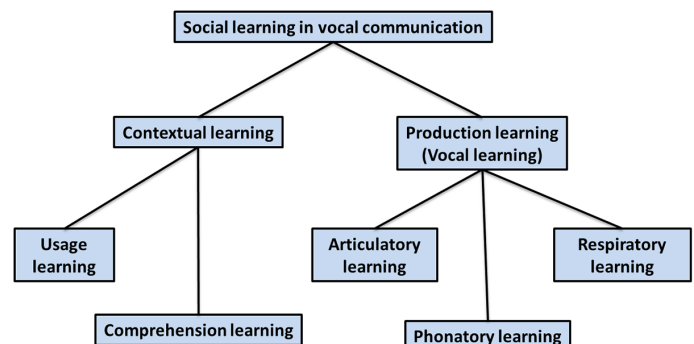 Social learning in vocal communication
Contextual learning
Production learning
(Vocal learning)
Usage
learning
Articulatory
learning
Respiratory
learning
Comprehension learning
Phonatory learning